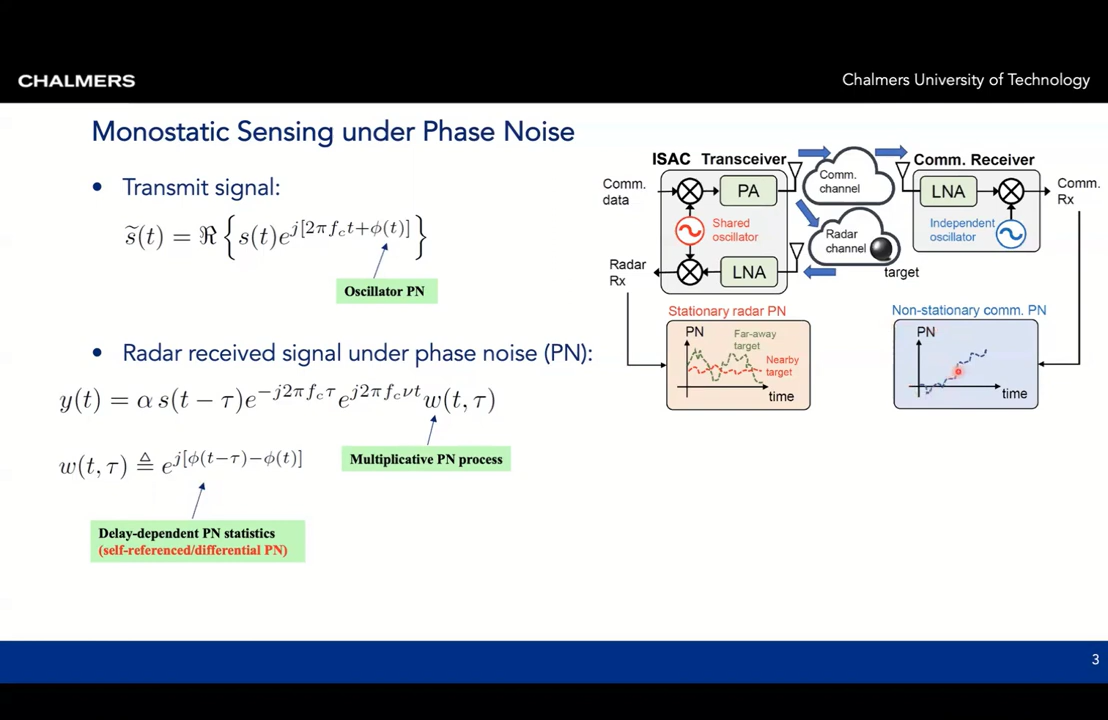 CHALMERS
Chalmers University of Technology
Monostatic Sensing under Phase Noise
• Transmit signal:
s̃(t) = ℜ { s(t)e^{j[2πf_c t+ϕ(t)]} }
Oscillator PN
• Radar received signal under phase noise (PN):
y(t) = α s(t − τ)e^{−j2πf_c τ} e^{j2πf_c νt} w(t, τ)
Multiplicative PN process
w(t, τ) ≜ e^{j[ϕ(t−τ)−ϕ(t)]}
Delay-dependent PN statistics
(self-referenced/differential PN)
ISAC Transceiver
Comm. Receiver
Comm.
data
PA
Comm.
channel
LNA
Comm.
Rx
Shared
oscillator
Independent
oscillator
Radar
channel
Radar
Rx
LNA
target
Stationary radar PN
PN
Far-away
target
Nearby
target
time
Non-stationary comm. PN
PN
time
3